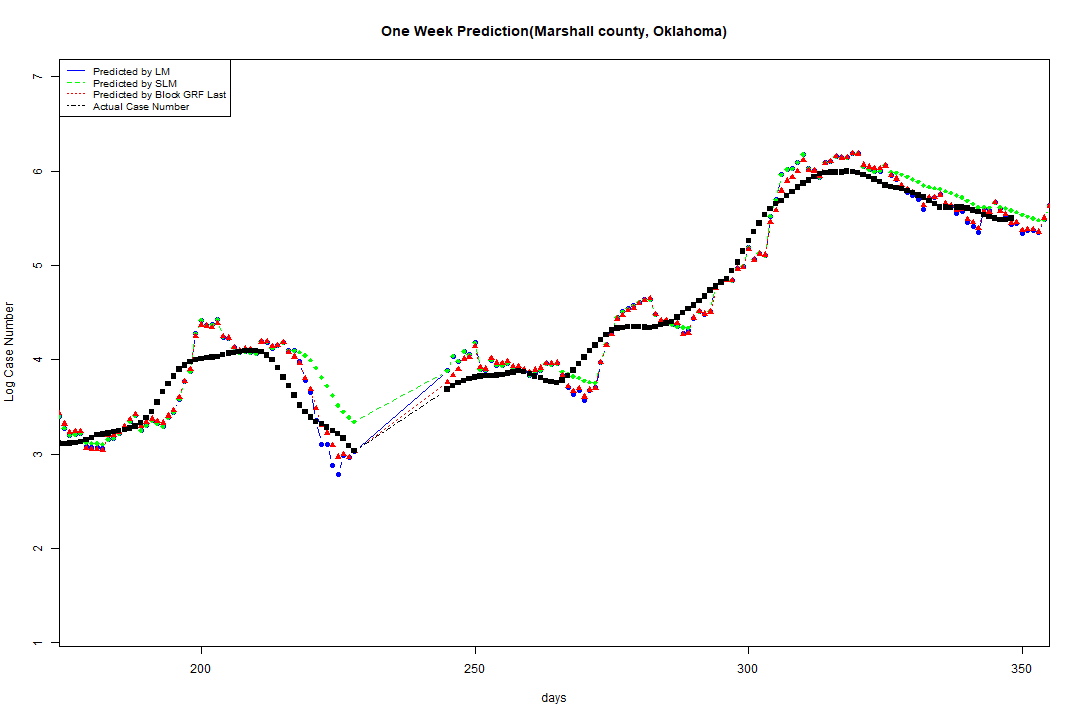 One Week Prediction(Marshall county, Oklahoma)
Predicted by LM
Predicted by SLM
Predicted by Block GRF Last
Actual Case Number
7
6
5
4
3
2
1
Log Case Number
200
250
300
350
days